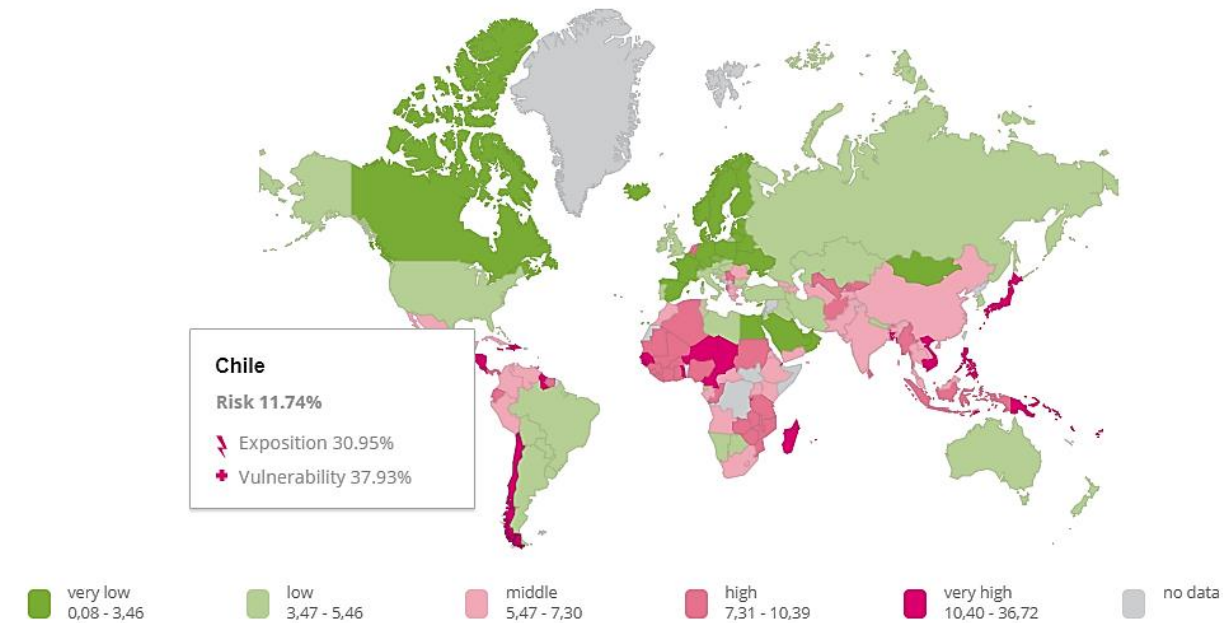 Chile
Risk 11.74%
Exposition 30.95%
Vulnerability 37.93%
very low
0,08 - 3,46
low
3,47 - 5,46
middle
5,47 - 7,30
high
7,31 - 10,39
very high
10,40 - 36,72
no data